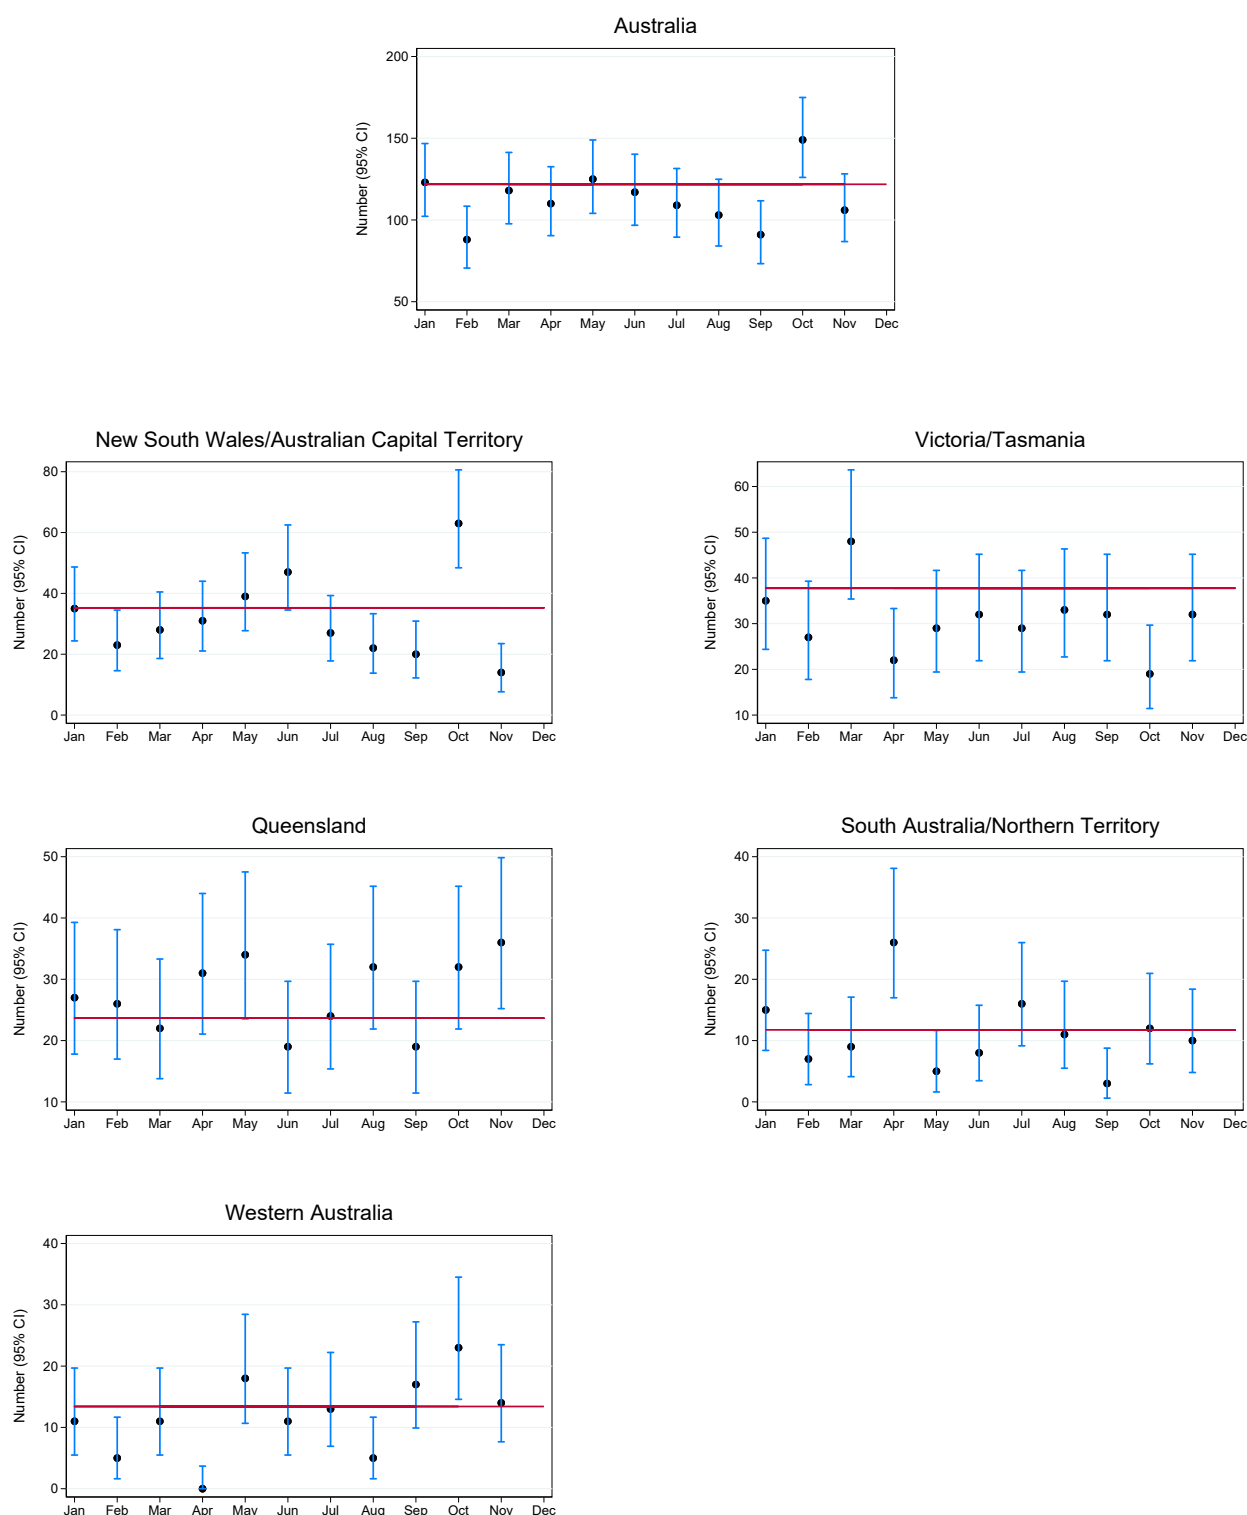 Australia
Number (95% CI)
200
150
100
50
Jan Feb Mar Apr May Jun Jul Aug Sep Oct Nov Dec
New South Wales/Australian Capital Territory
Number (95% CI)
80
60
40
20
0
Jan Feb Mar Apr May Jun Jul Aug Sep Oct Nov Dec
Victoria/Tasmania
Number (95% CI)
60
50
40
30
20
10
Jan Feb Mar Apr May Jun Jul Aug Sep Oct Nov Dec
Queensland
Number (95% CI)
50
40
30
20
10
Jan Feb Mar Apr May Jun Jul Aug Sep Oct Nov Dec
South Australia/Northern Territory
Number (95% CI)
40
30
20
10
0
Jan Feb Mar Apr May Jun Jul Aug Sep Oct Nov Dec
Western Australia
Number (95% CI)
40
30
20
10
0
Jan Feb Mar Apr May Jun Jul Aug Sep Oct Nov Dec